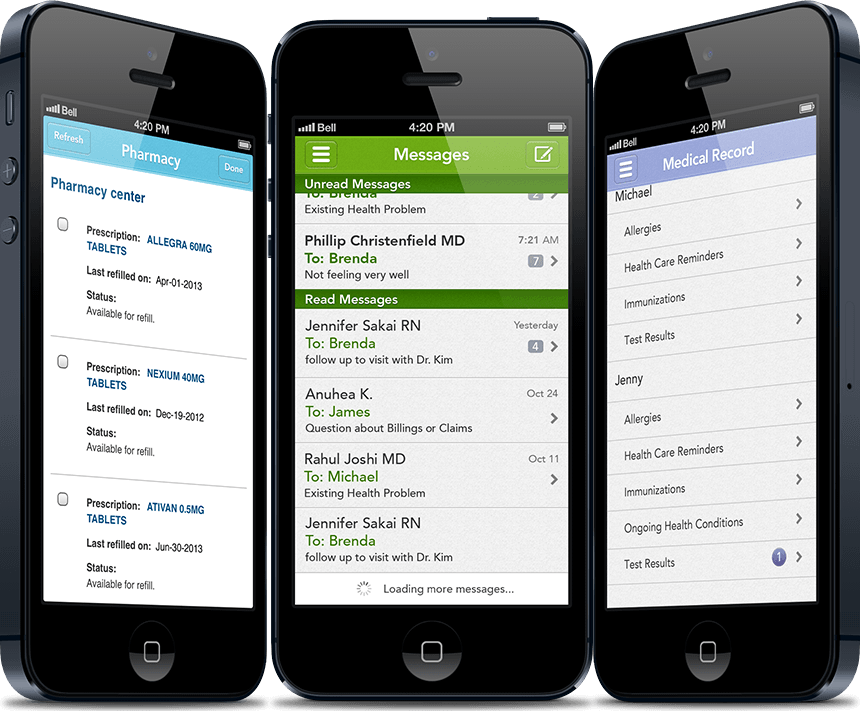 Bell
4:20 PM
Refresh
Pharmacy
Done
Pharmacy center
Prescription: ALLEGRA 60MG
TABLETS
Last refilled on: Apr-01-2013
Status:
Available for refill.
Prescription: NEXIUM 40MG
TABLETS
Last refilled on: Dec-19-2012
Status:
Available for refill.
Prescription: ATIVAN 0.5MG
TABLETS
Last refilled on: Jun-30-2013
Status:
Available for refill.
Bell 4:20 PM
Messages
Unread Messages
To: Brenda 2
Existing Health Problem
Phillip Christenfield MD 7:21 AM
To: Brenda 7
Not feeling very well
Read Messages
Jennifer Sakai RN Yesterday
To: Brenda 4
follow up to visit with Dr. Kim
Anuhea K. Oct 24
To: James
Question about Billings or Claims
Rahul Joshi MD Oct 11
To: Michael
Existing Health Problem
Jennifer Sakai RN
To: Brenda
follow up to visit with Dr. Kim
Loading more messages...
Bell 4:20 PM
Medical Record
Michael
Allergies
Health Care Reminders
Immunizations
Test Results
Jenny
Allergies
Health Care Reminders
Immunizations
Ongoing Health Conditions
Test Results 1